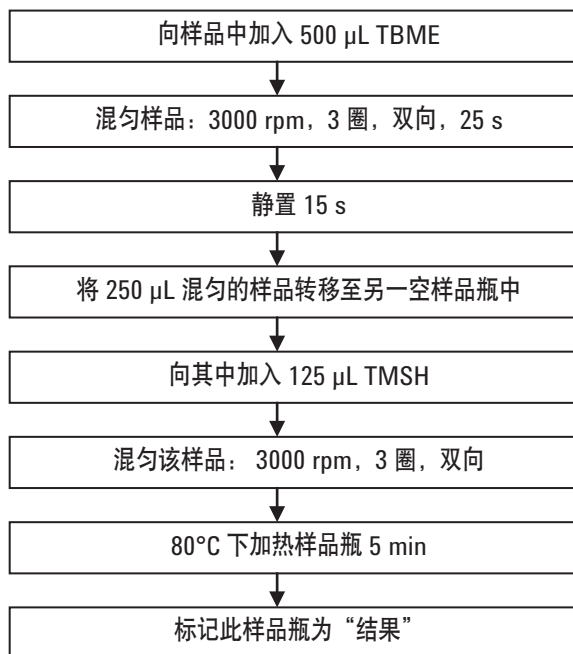 向样品中加入 500 µL TBME
混匀样品：3000 rpm，3 圈，双向，25 s
静置 15 s
将 250 µL 混匀的样品转移至另一空样品瓶中
向其中加入 125 µL TMSH
混匀该样品： 3000 rpm，3 圈，双向
80°C 下加热样品瓶 5 min
标记此样品瓶为“结果”